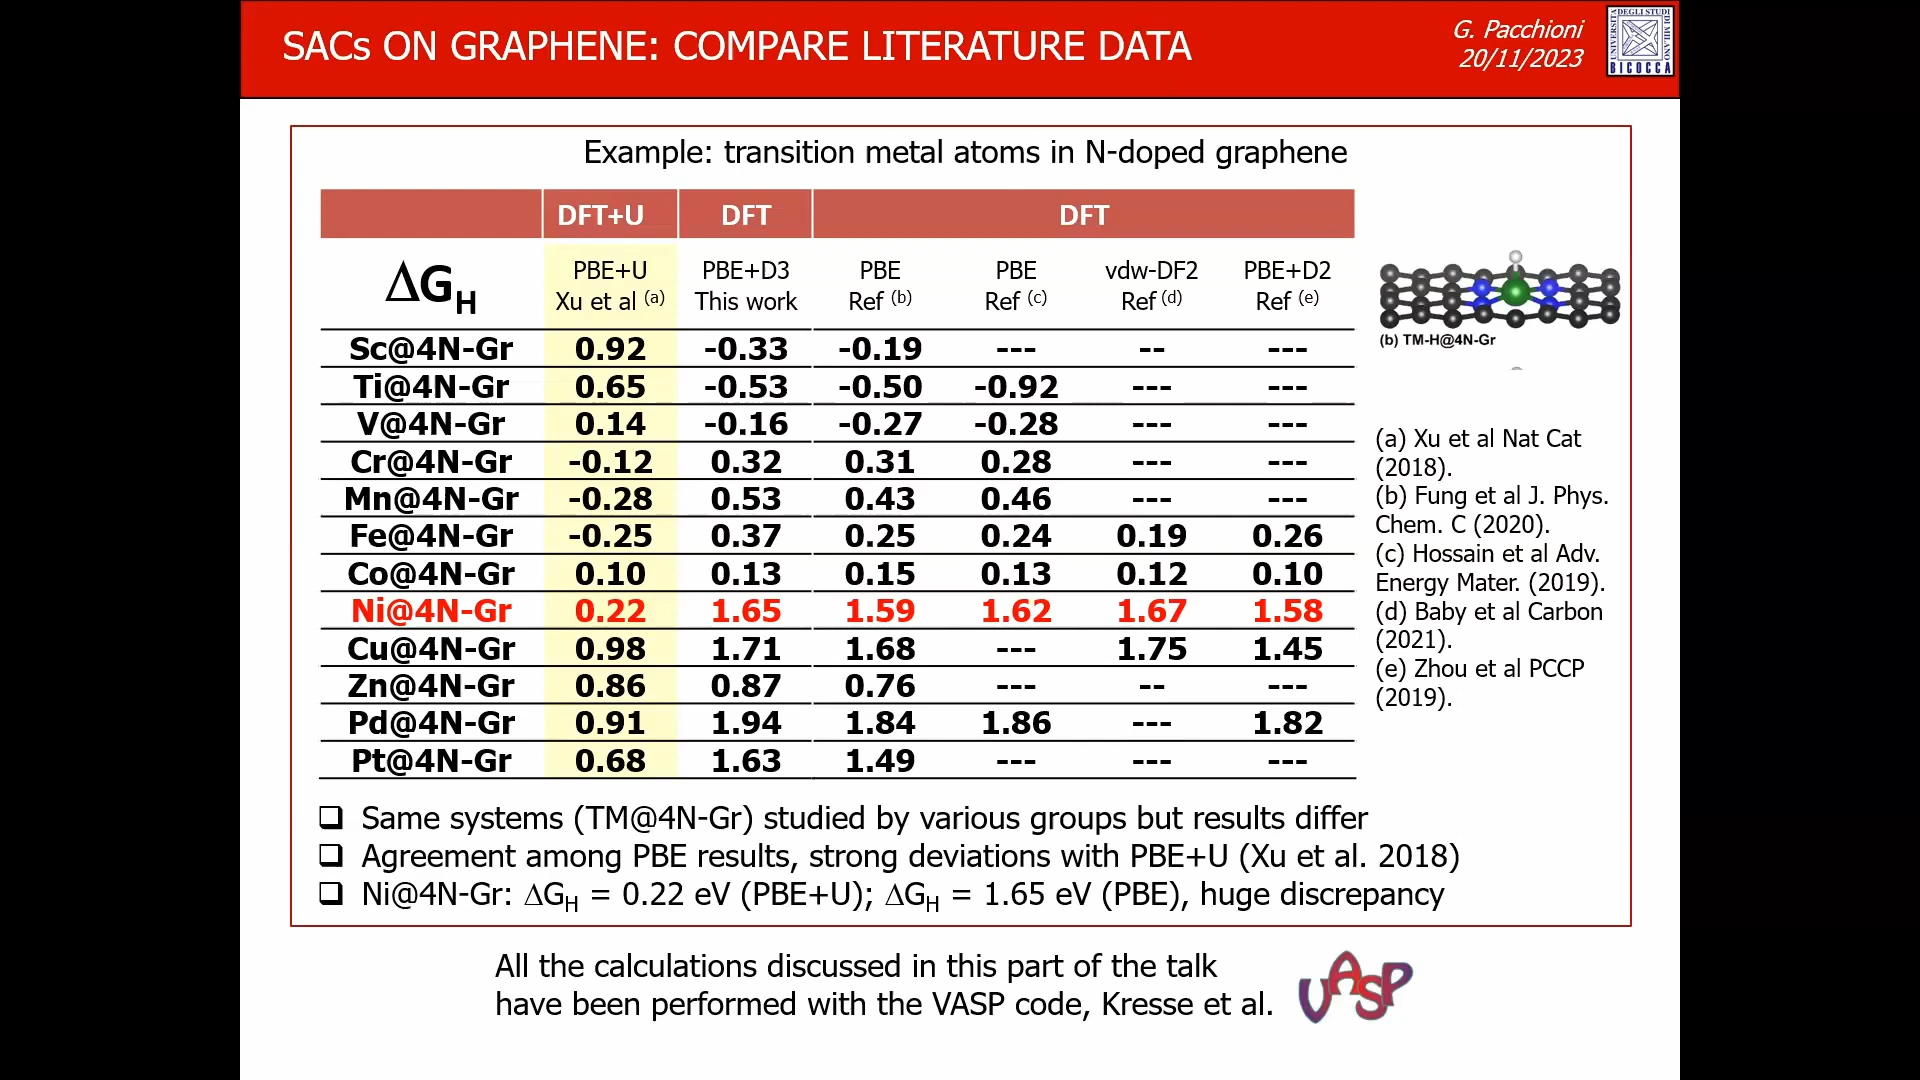 SACs ON GRAPHENE: COMPARE LITERATURE DATA
G. Pacchioni
20/11/2023
UNIVERSITÀ DEGLI STUDI DI MILANO
BICOCCA
Example: transition metal atoms in N-doped graphene
DFT+U DFT DFT
ΔG_H PBE+U PBE+D3 PBE PBE vdw-DF2 PBE+D2
Xu et al (a) This work Ref (b) Ref (c) Ref (d) Ref (e)
Sc@4N-Gr 0.92 -0.33 -0.19 --- -- ---
Ti@4N-Gr 0.65 -0.53 -0.50 -0.92 --- ---
V@4N-Gr 0.14 -0.16 -0.27 -0.28 --- ---
Cr@4N-Gr -0.12 0.32 0.31 0.28 --- ---
Mn@4N-Gr -0.28 0.53 0.43 0.46 --- ---
Fe@4N-Gr -0.25 0.37 0.25 0.24 0.19 0.26
Co@4N-Gr 0.10 0.13 0.15 0.13 0.12 0.10
Ni@4N-Gr 0.22 1.65 1.59 1.62 1.67 1.58
Cu@4N-Gr 0.98 1.71 1.68 --- 1.75 1.45
Zn@4N-Gr 0.86 0.87 0.76 --- -- ---
Pd@4N-Gr 0.91 1.94 1.84 1.86 --- 1.82
Pt@4N-Gr 0.68 1.63 1.49 --- --- ---
(b) TM-H@4N-Gr
(a) Xu et al Nat Cat
(2018).
(b) Fung et al J. Phys.
Chem. C (2020).
(c) Hossain et al Adv.
Energy Mater. (2019).
(d) Baby et al Carbon
(2021).
(e) Zhou et al PCCP
(2019).
❑ Same systems (TM@4N-Gr) studied by various groups but results differ
❑ Agreement among PBE results, strong deviations with PBE+U (Xu et al. 2018)
❑ Ni@4N-Gr: ΔG_H = 0.22 eV (PBE+U); ΔG_H = 1.65 eV (PBE), huge discrepancy
All the calculations discussed in this part of the talk
have been performed with the VASP code, Kresse et al.
VASP